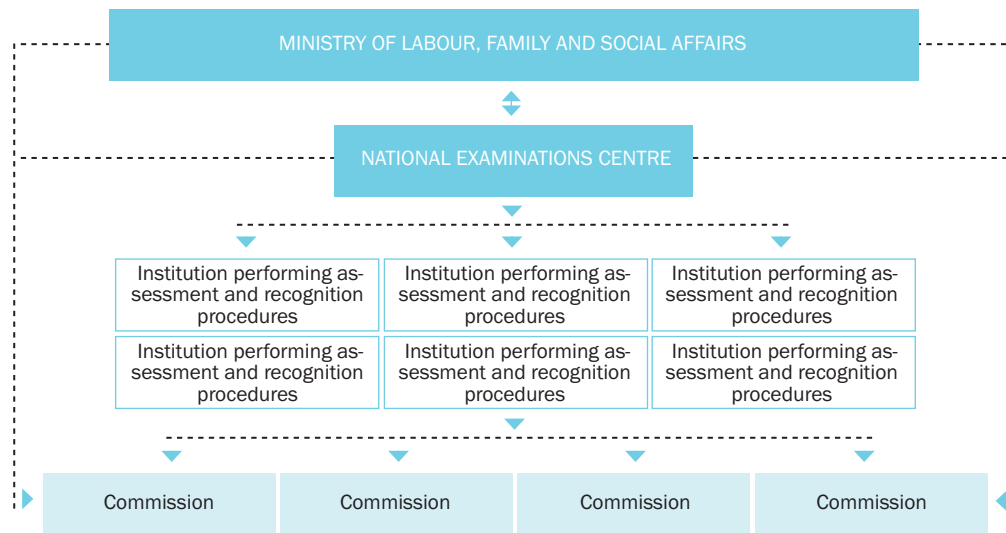 MINISTRY OF LABOUR, FAMILY AND SOCIAL AFFAIRS
NATIONAL EXAMINATIONS CENTRE
Institution performing as-
sessment and recognition
procedures
Institution performing as-
sessment and recognition
procedures
Institution performing as-
sessment and recognition
procedures
Institution performing as-
sessment and recognition
procedures
Institution performing as-
sessment and recognition
procedures
Institution performing as-
sessment and recognition
procedures
Commission
Commission
Commission
Commission